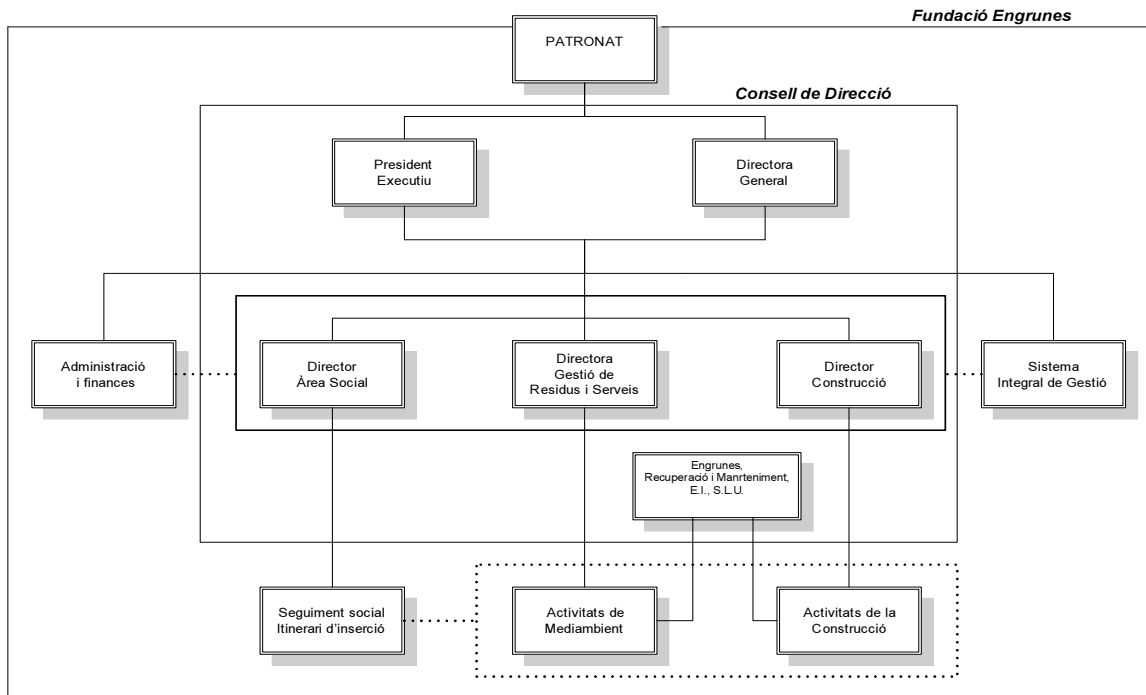 Fundació Engrunes
PATRONAT
Consell de Direcció
President
Executiu
Directora
General
Administració
i finances
Director
Àrea Social
Directora
Gestió de
Residus i Serveis
Director
Construcció
Sistema
Integral de Gestió
Engrunes,
Recuperació i Manrteniment,
E.I., S.L.U.
Seguiment social
Itinerari d’inserció
Activitats de
Mediambient
Activitats de la
Construcció